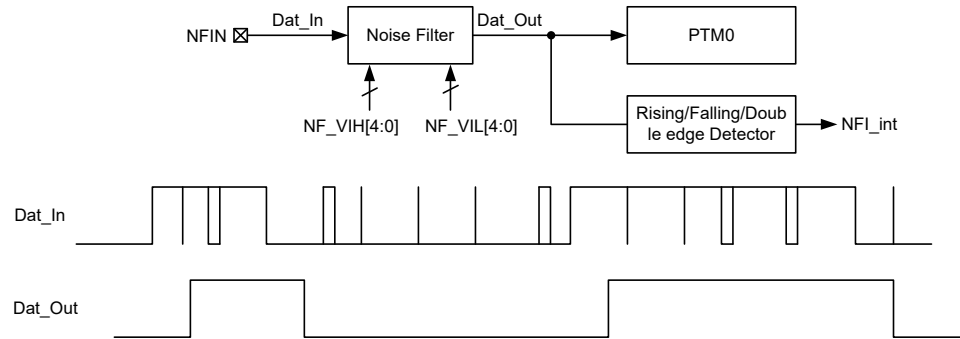 Dat_In
Dat_Out
NFIN
Noise Filter
PTM0
NF_VIH[4:0]
NF_VIL[4:0]
Rising/Falling/Doub
le edge Detector
NFI_int
Dat_In
Dat_Out